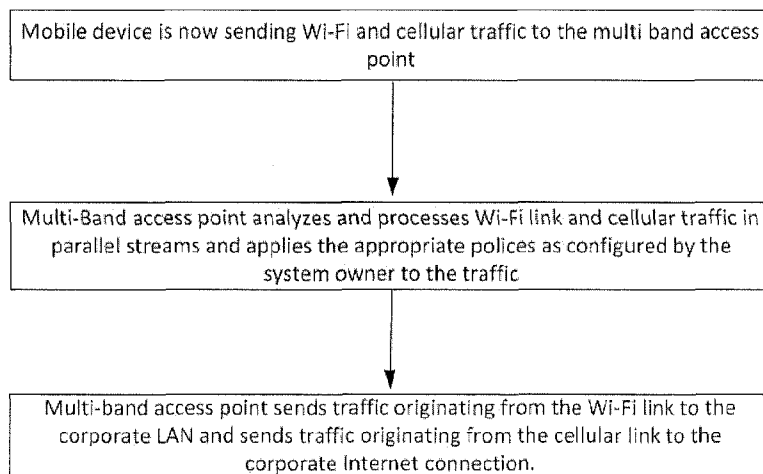 Mobile device is now sending Wi-Fi and cellular traffic to the multi band access
point
Multi-Band access point analyzes and processes Wi-Fi link and cellular traffic in
parallel streams and applies the appropriate polices as configured by the
system owner to the traffic
Multi-band access point sends traffic originating from the Wi-Fi link to the
corporate LAN and sends traffic originating from the cellular link to the
corporate Internet connection.